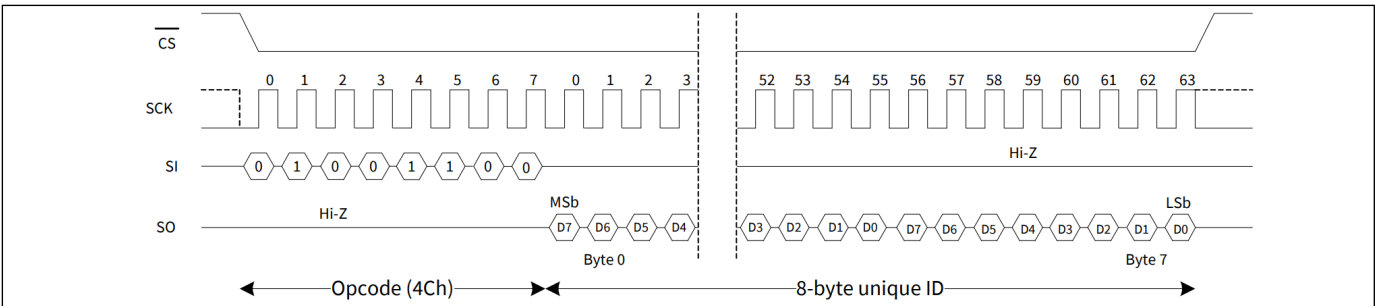 CS
0 1 2 3 4 5 6 7 0 1 2 3 52 53 54 55 56 57 58 59 60 61 62 63
SCK
Hi-Z
SI 0 1 0 0 1 1 0 0
MSb LSb
Hi-Z
SO D7 D6 D5 D4 D3 D2 D1 D0 D7 D6 D5 D4 D3 D2 D1 D0
Byte 0 Byte 7
Opcode (4Ch) 8-byte unique ID